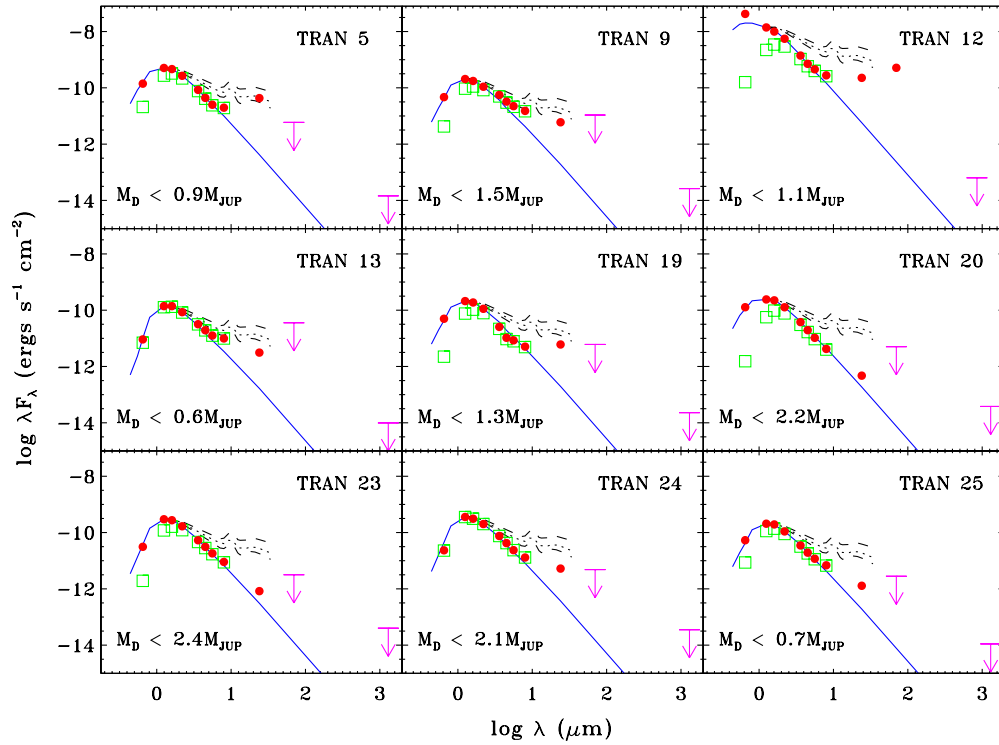 TRAN 5
TRAN 9
TRAN 12
M_D < 0.9M_JUP
M_D < 1.5M_JUP
M_D < 1.1M_JUP
TRAN 13
TRAN 19
TRAN 20
M_D < 0.6M_JUP
M_D < 1.3M_JUP
M_D < 2.2M_JUP
TRAN 23
TRAN 24
TRAN 25
M_D < 2.4M_JUP
M_D < 2.1M_JUP
M_D < 0.7M_JUP
−8
−10
−12
−14
−8
−10
−12
−14
−8
−10
−12
−14
0 1 2 3 0 1 2 3 0 1 2 3
log λF_λ (ergs s⁻¹ cm⁻²)
log λ (μm)